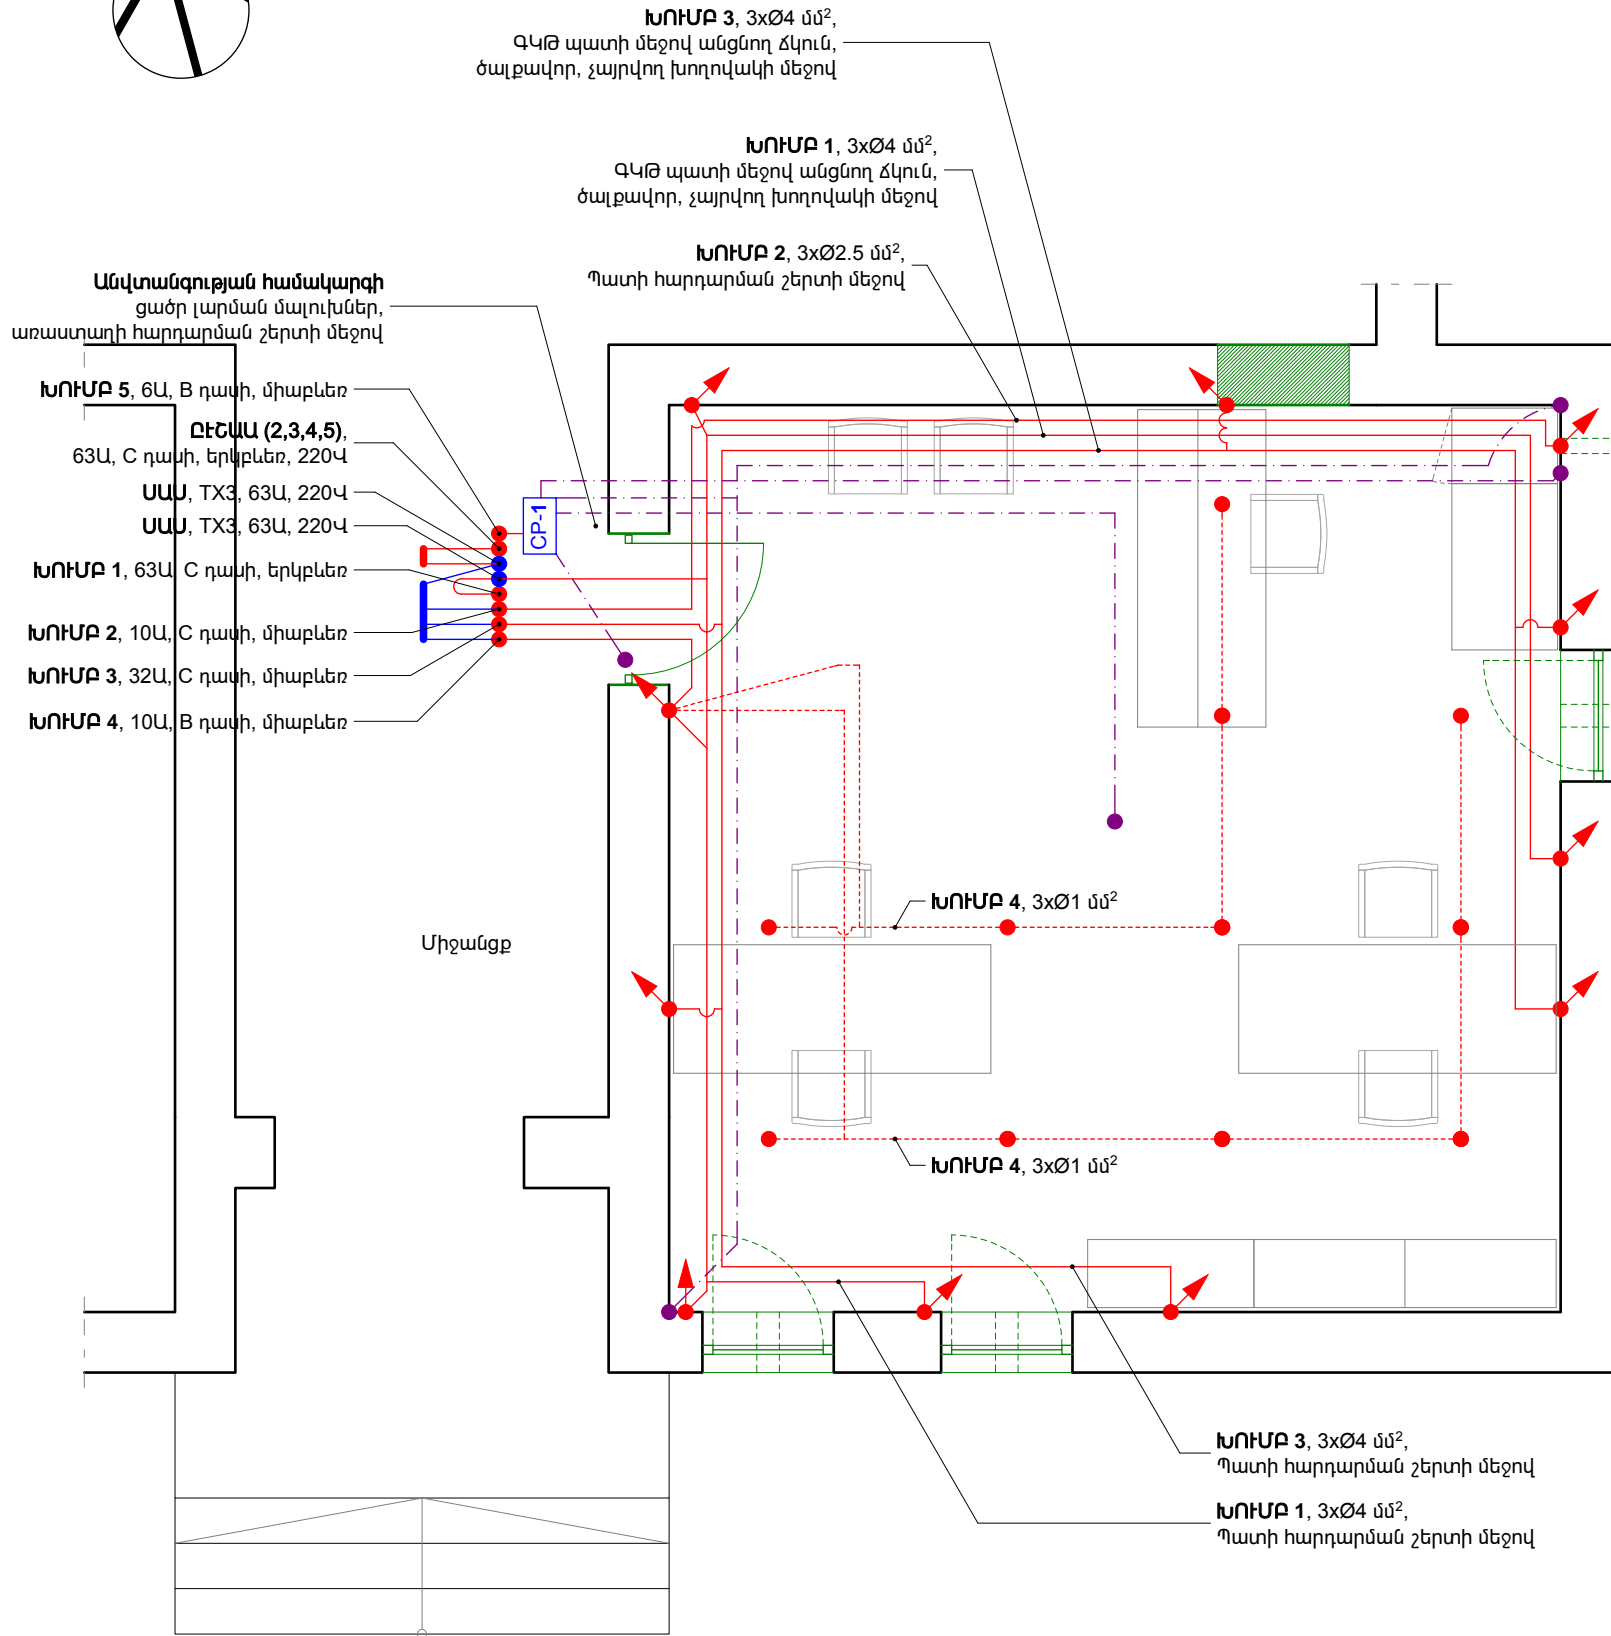 ԽՈՒՄԲ 3, 3xØ4 մմ²,
ԳԿԹ պատի մեջով անցնող ճկուն,
ծալքավոր, չայրվող խողովակի մեջով
ԽՈՒՄԲ 1, 3xØ4 մմ²,
ԳԿԹ պատի մեջով անցնող ճկուն,
ծալքավոր, չայրվող խողովակի մեջով
ԽՈՒՄԲ 2, 3xØ2.5 մմ²,
Պատի հարդարման շերտի մեջով
Անվտանգության համակարգի
ցածր լարման մալուխներ,
առաստաղի հարդարման շերտի մեջով
ԽՈՒՄԲ 5, 6Ա, B դասի, միաբևեռ
ԸԷՇԱԱ (2,3,4,5),
63Ա, C դասի, երկբևեռ, 220Վ
ՍԱՍ, TX3, 63Ա, 220Վ
ՍԱՍ, TX3, 63Ա, 220Վ
ԽՈՒՄԲ 1, 63Ա, C դասի, երկբևեռ
ԽՈՒՄԲ 2, 10Ա, C դասի, միաբևեռ
ԽՈՒՄԲ 3, 32Ա, C դասի, միաբևեռ
ԽՈՒՄԲ 4, 10Ա, B դասի, միաբևեռ
CP-1
ԽՈՒՄԲ 4, 3xØ1 մմ²
Միջանցք
ԽՈՒՄԲ 4, 3xØ1 մմ²
ԽՈՒՄԲ 3, 3xØ4 մմ²,
Պատի հարդարման շերտի մեջով
ԽՈՒՄԲ 1, 3xØ4 մմ²,
Պատի հարդարման շերտի մեջով